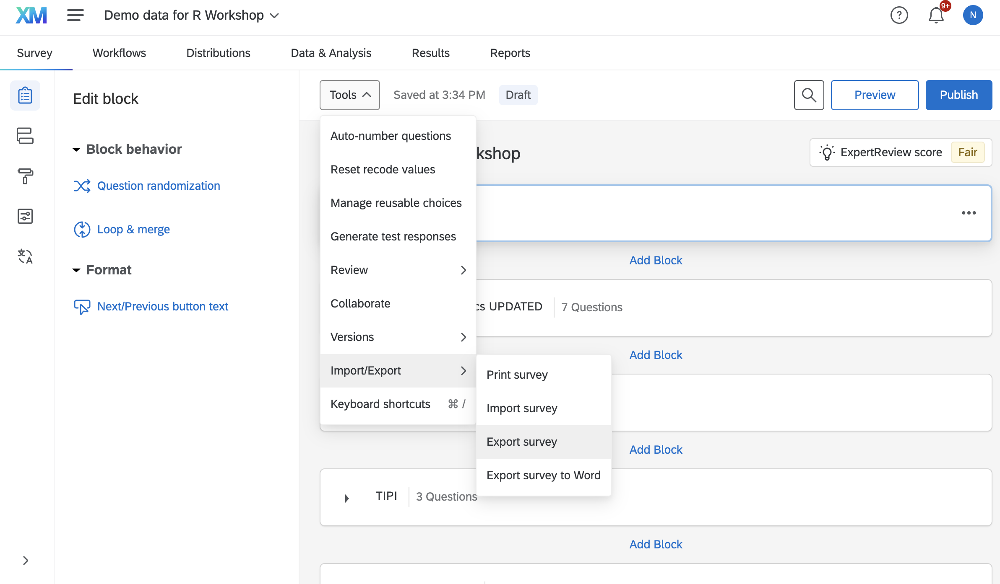 XM
Demo data for R Workshop
?
9+
N
Survey
Workflows
Distributions
Data & Analysis
Results
Reports
Edit block
Block behavior
Question randomization
Loop & merge
Format
Next/Previous button text
Tools
Saved at 3:34 PM
Draft
Preview
Publish
Auto-number questions
Reset recode values
Manage reusable choices
Generate test responses
Review
Collaborate
Versions
Import/Export
Keyboard shortcuts ⌘ /
Print survey
Import survey
Export survey
Export survey to Word
kshop
ExpertReview score
Fair
Add Block
cs UPDATED
7 Questions
Add Block
Add Block
TIPI
3 Questions
Add Block